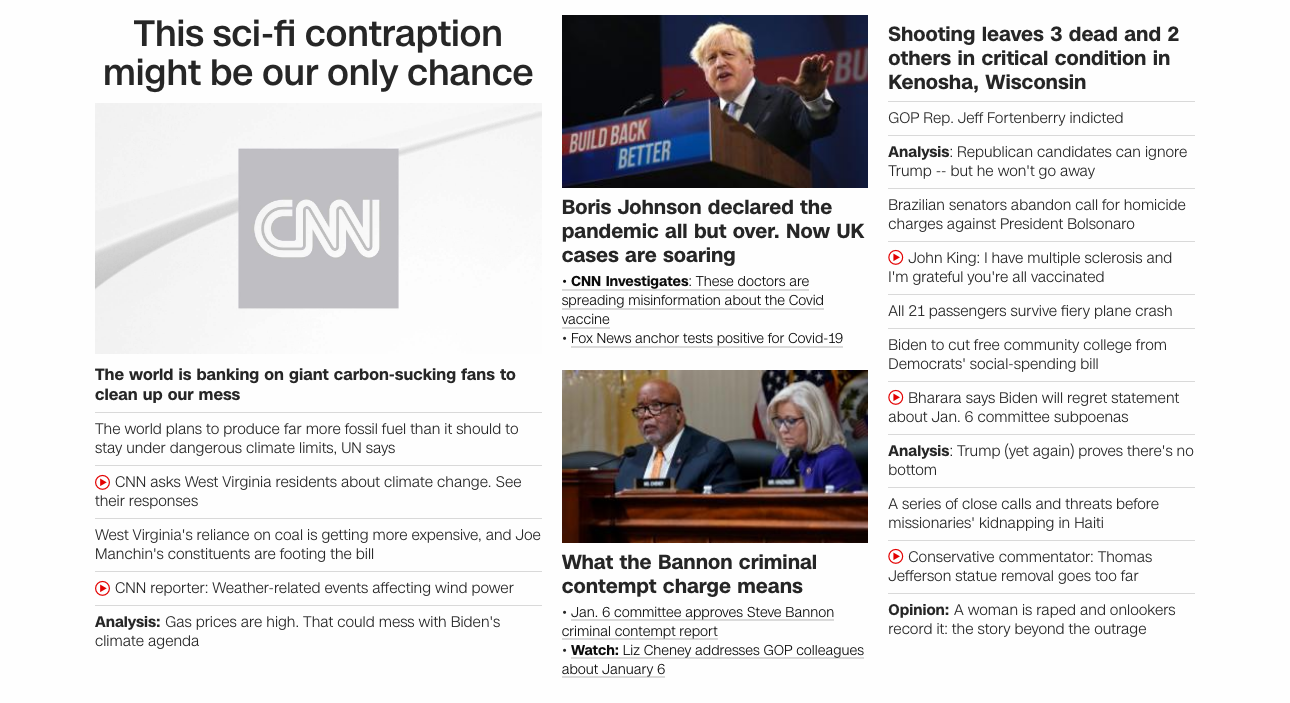 This sci-fi contraption
might be our only chance
CNN
The world is banking on giant carbon-sucking fans to
clean up our mess
The world plans to produce far more fossil fuel than it should to
stay under dangerous climate limits, UN says
CNN asks West Virginia residents about climate change. See
their responses
West Virginia's reliance on coal is getting more expensive, and Joe
Manchin's constituents are footing the bill
CNN reporter: Weather-related events affecting wind power
Analysis: Gas prices are high. That could mess with Biden's
climate agenda
BU
BUILD BACK
BETTER
Boris Johnson declared the
pandemic all but over. Now UK
cases are soaring
• CNN Investigates: These doctors are
spreading misinformation about the Covid
vaccine
• Fox News anchor tests positive for Covid-19
What the Bannon criminal
contempt charge means
• Jan. 6 committee approves Steve Bannon
criminal contempt report
• Watch: Liz Cheney addresses GOP colleagues
about January 6
Shooting leaves 3 dead and 2
others in critical condition in
Kenosha, Wisconsin
GOP Rep. Jeff Fortenberry indicted
Analysis: Republican candidates can ignore
Trump -- but he won't go away
Brazilian senators abandon call for homicide
charges against President Bolsonaro
John King: I have multiple sclerosis and
I'm grateful you're all vaccinated
All 21 passengers survive fiery plane crash
Biden to cut free community college from
Democrats' social-spending bill
Bharara says Biden will regret statement
about Jan. 6 committee subpoenas
Analysis: Trump (yet again) proves there's no
bottom
A series of close calls and threats before
missionaries' kidnapping in Haiti
Conservative commentator: Thomas
Jefferson statue removal goes too far
Opinion: A woman is raped and onlookers
record it: the story beyond the outrage